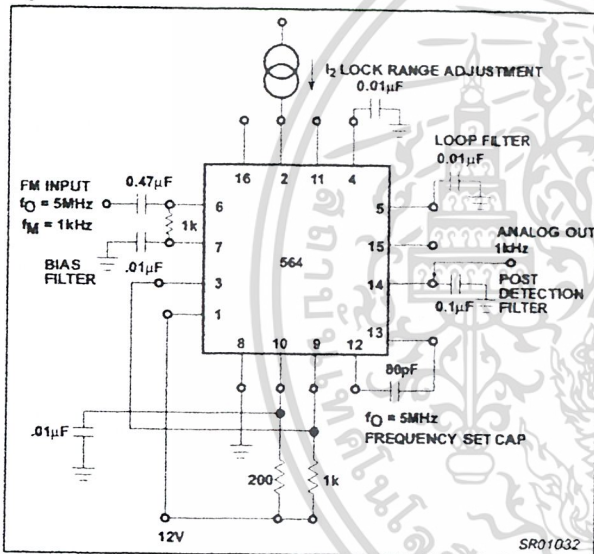 I2 LOCK RANGE ADJUSTMENT
0.01µF
LOOP FILTER
0.01µF
16
2
11
4
FM INPUT
fO = 5MHz
fM = 1kHz
0.47µF
1k
6
7
5
15
14
13
564
ANALOG OUT
1kHz
POST
DETECTION
FILTER
0.1µF
BIAS
FILTER
.01µF
3
1
8
10
9
12
80pF
fO = 5MHz
FREQUENCY SET CAP
.01µF
200
1k
12V
SR01032